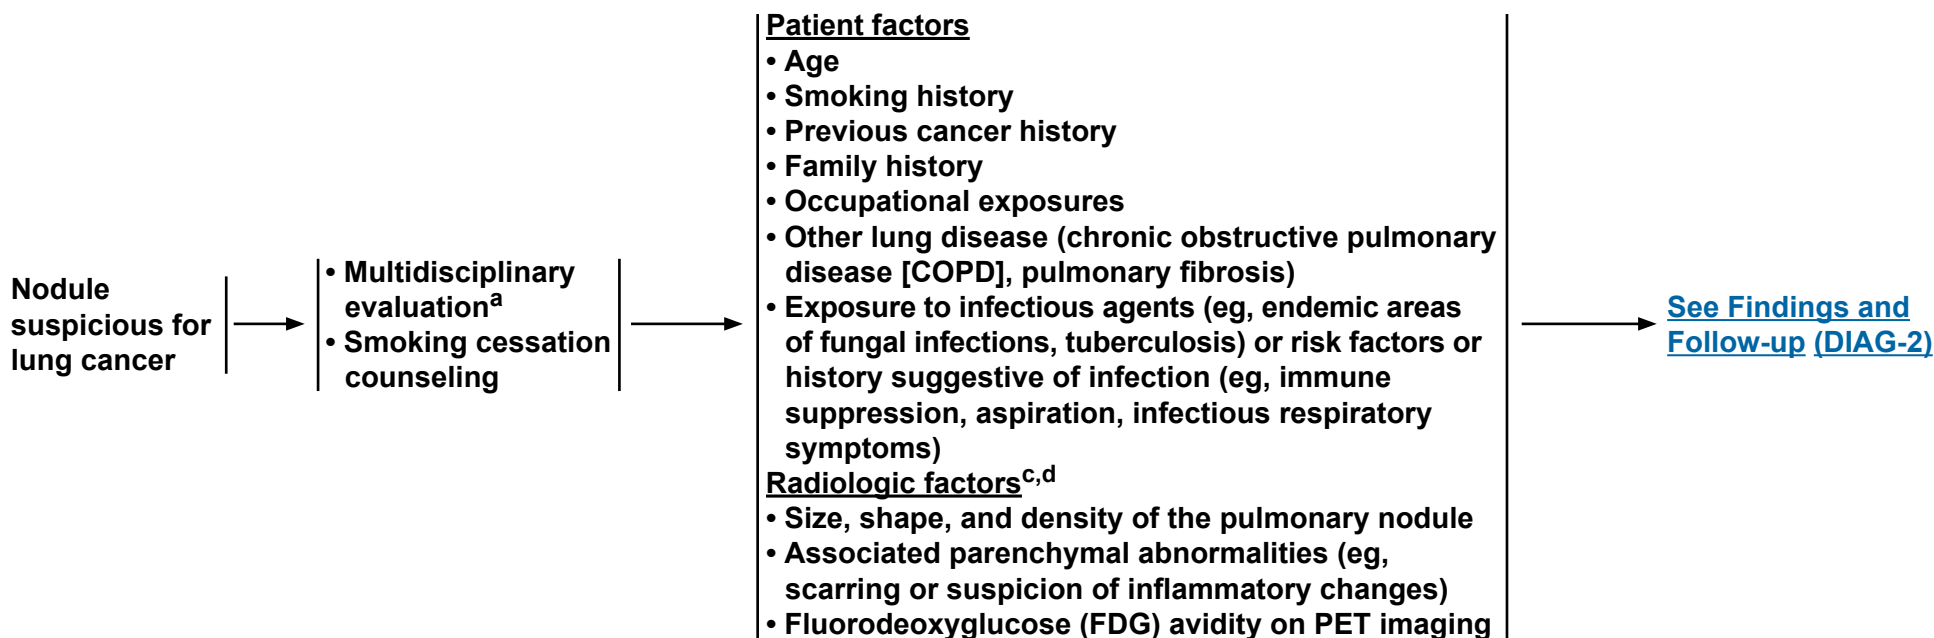 Nodule
suspicious for
lung cancer
• Multidisciplinary
evaluationa
• Smoking cessation
counseling
Patient factors
• Age
• Smoking history
• Previous cancer history
• Family history
• Occupational exposures
• Other lung disease (chronic obstructive pulmonary
disease [COPD], pulmonary fibrosis)
• Exposure to infectious agents (eg, endemic areas
of fungal infections, tuberculosis) or risk factors or
history suggestive of infection (eg, immune
suppression, aspiration, infectious respiratory
symptoms)
Radiologic factorsc,d
• Size, shape, and density of the pulmonary nodule
• Associated parenchymal abnormalities (eg,
scarring or suspicion of inflammatory changes)
• Fluorodeoxyglucose (FDG) avidity on PET imaging
See Findings and
Follow-up (DIAG-2)